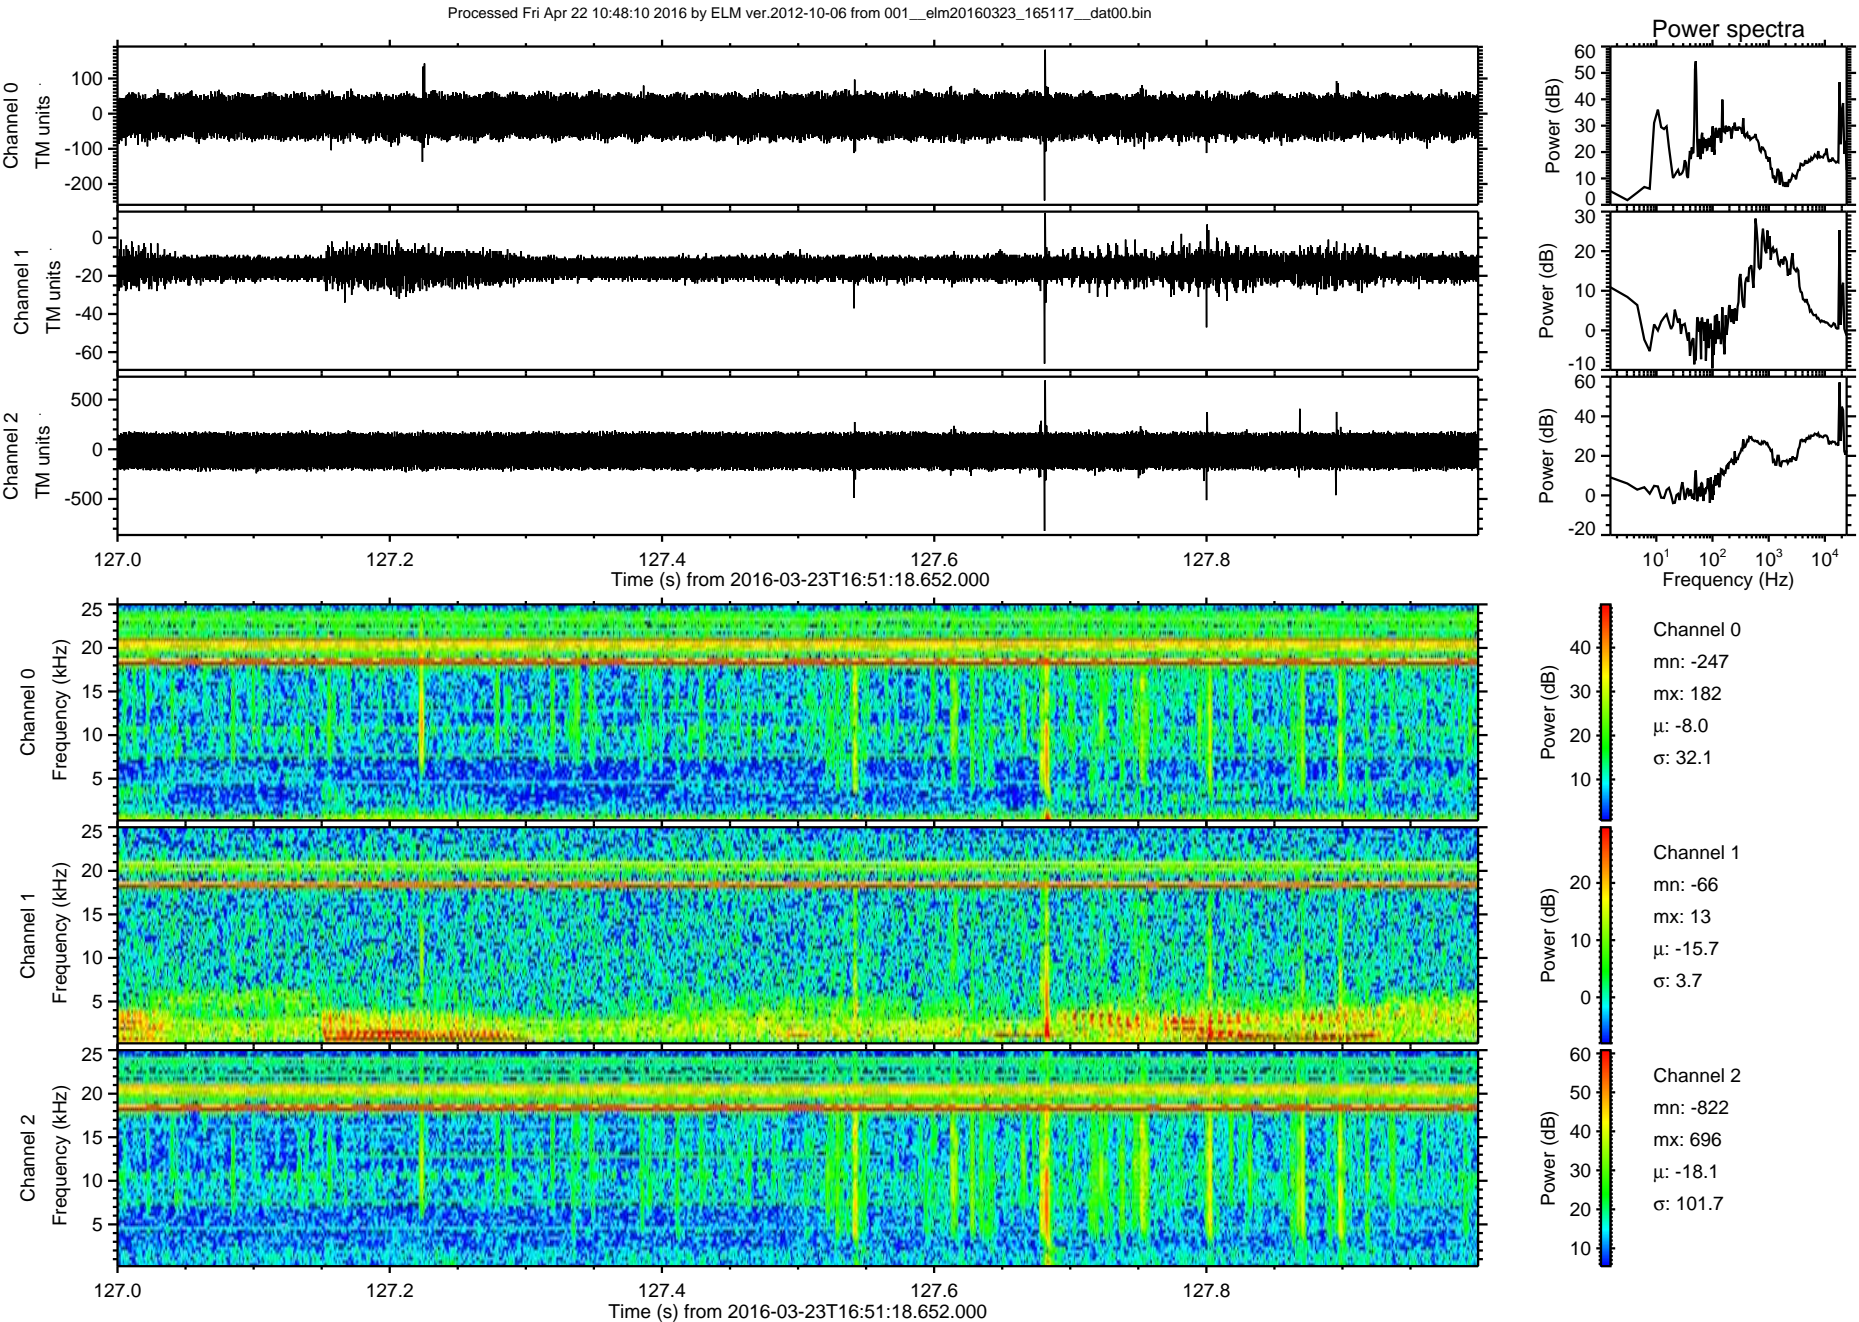 Processed Fri Apr 22 10:48:10 2016 by ELM ver.2012-10-06 from 001__elm20160323_165117__dat00.bin
Power spectra
Channel 0
TM units
100
0
-100
-200
Power (dB)
60
50
40
30
20
10
0
Channel 1
TM units
0
-20
-40
-60
Power (dB)
30
20
10
0
-10
Channel 2
TM units
500
0
-500
Power (dB)
60
40
20
0
-20
127.0
127.2
127.4
127.6
127.8
Time (s) from 2016-03-23T16:51:18.652.000
10^1
10^2
10^3
10^4
Frequency (Hz)
Channel 0
Frequency (kHz)
25
20
15
10
5
Power (dB)
40
30
20
10
Channel 0
mn: -247
mx: 182
μ: -8.0
σ: 32.1
Channel 1
Frequency (kHz)
25
20
15
10
5
Power (dB)
20
10
0
Channel 1
mn: -66
mx: 13
μ: -15.7
σ: 3.7
Channel 2
Frequency (kHz)
25
20
15
10
5
Power (dB)
60
50
40
30
20
10
Channel 2
mn: -822
mx: 696
μ: -18.1
σ: 101.7
127.0
127.2
127.4
127.6
127.8
Time (s) from 2016-03-23T16:51:18.652.000